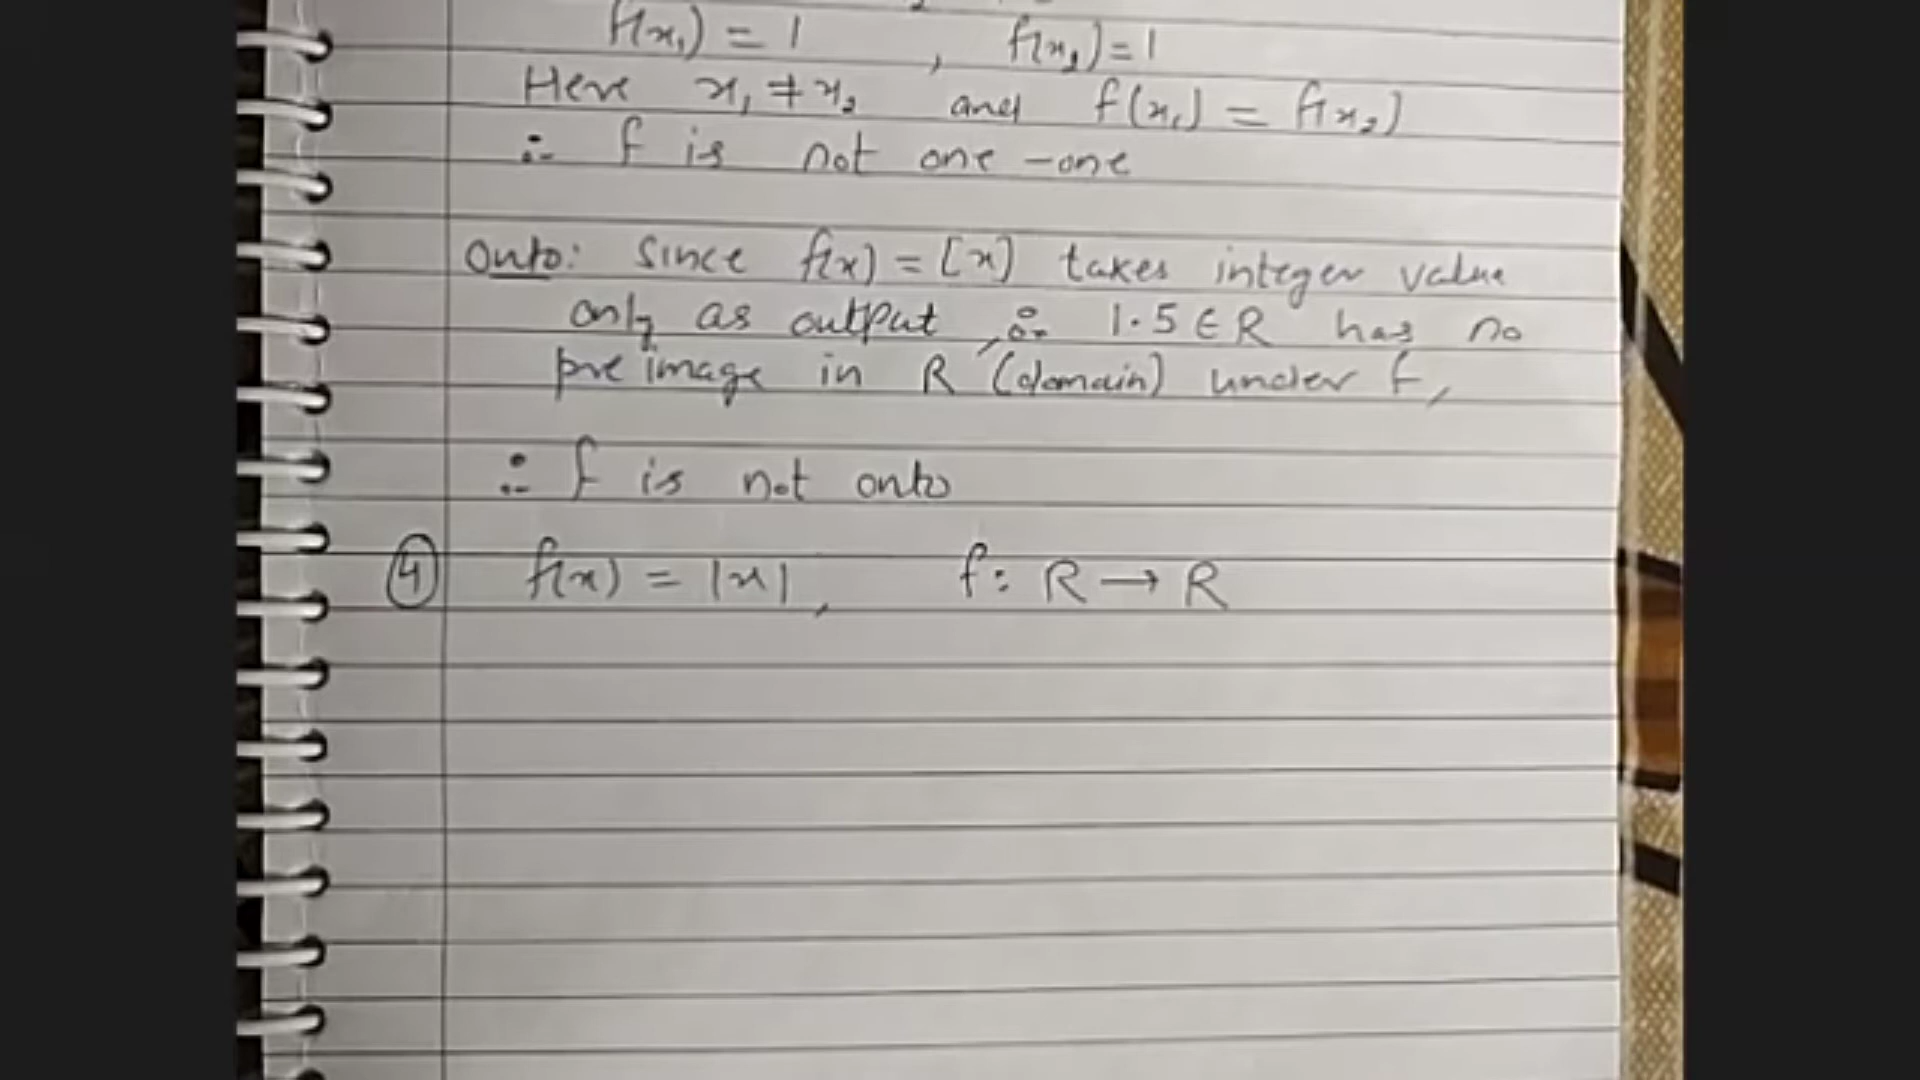 f(x₁) = 1 , f(x₂) = 1
Here x₁ ≠ x₂ and f(x₁) = f(x₂)
∴ f is not one-one
Onto: Since f(x) = [x] takes integer value
only as output, ∴ 1.5 ∈ R has no
pre image in R (domain) under f,
∴ f is not onto
④ f(x) = |x|, f: R → R